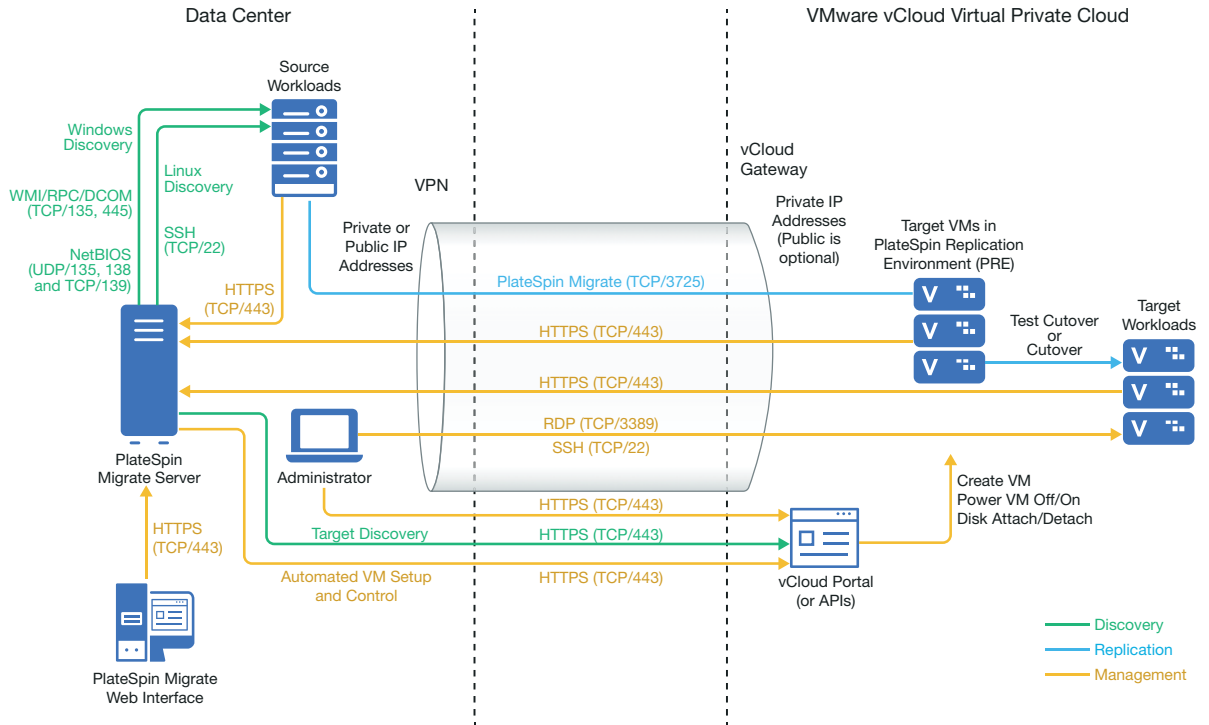 Data Center
VMware vCloud Virtual Private Cloud
Source
Workloads
Windows
Discovery
Linux
Discovery
WMI/RPC/DCOM
(TCP/135, 445)
SSH
(TCP/22)
NetBIOS
(UDP/135, 138
and TCP/139)
HTTPS
(TCP/443)
VPN
Private or
Public IP
Addresses
vCloud
Gateway
Private IP
Addresses
(Public is
optional)
Target VMs in
PlateSpin Replication
Environment (PRE)
PlateSpin Migrate (TCP/3725)
V
HTTPS (TCP/443)
V
V
Test Cutover
or
Cutover
Target
Workloads
V
HTTPS (TCP/443)
V
RDP (TCP/3389)
SSH (TCP/22)
V
PlateSpin
Migrate Server
Administrator
Create VM
Power VM Off/On
Disk Attach/Detach
HTTPS (TCP/443)
HTTPS
(TCP/443)
Target Discovery
HTTPS (TCP/443)
Automated VM Setup
and Control
HTTPS (TCP/443)
vCloud Portal
(or APIs)
PlateSpin Migrate
Web Interface
Discovery
Replication
Management